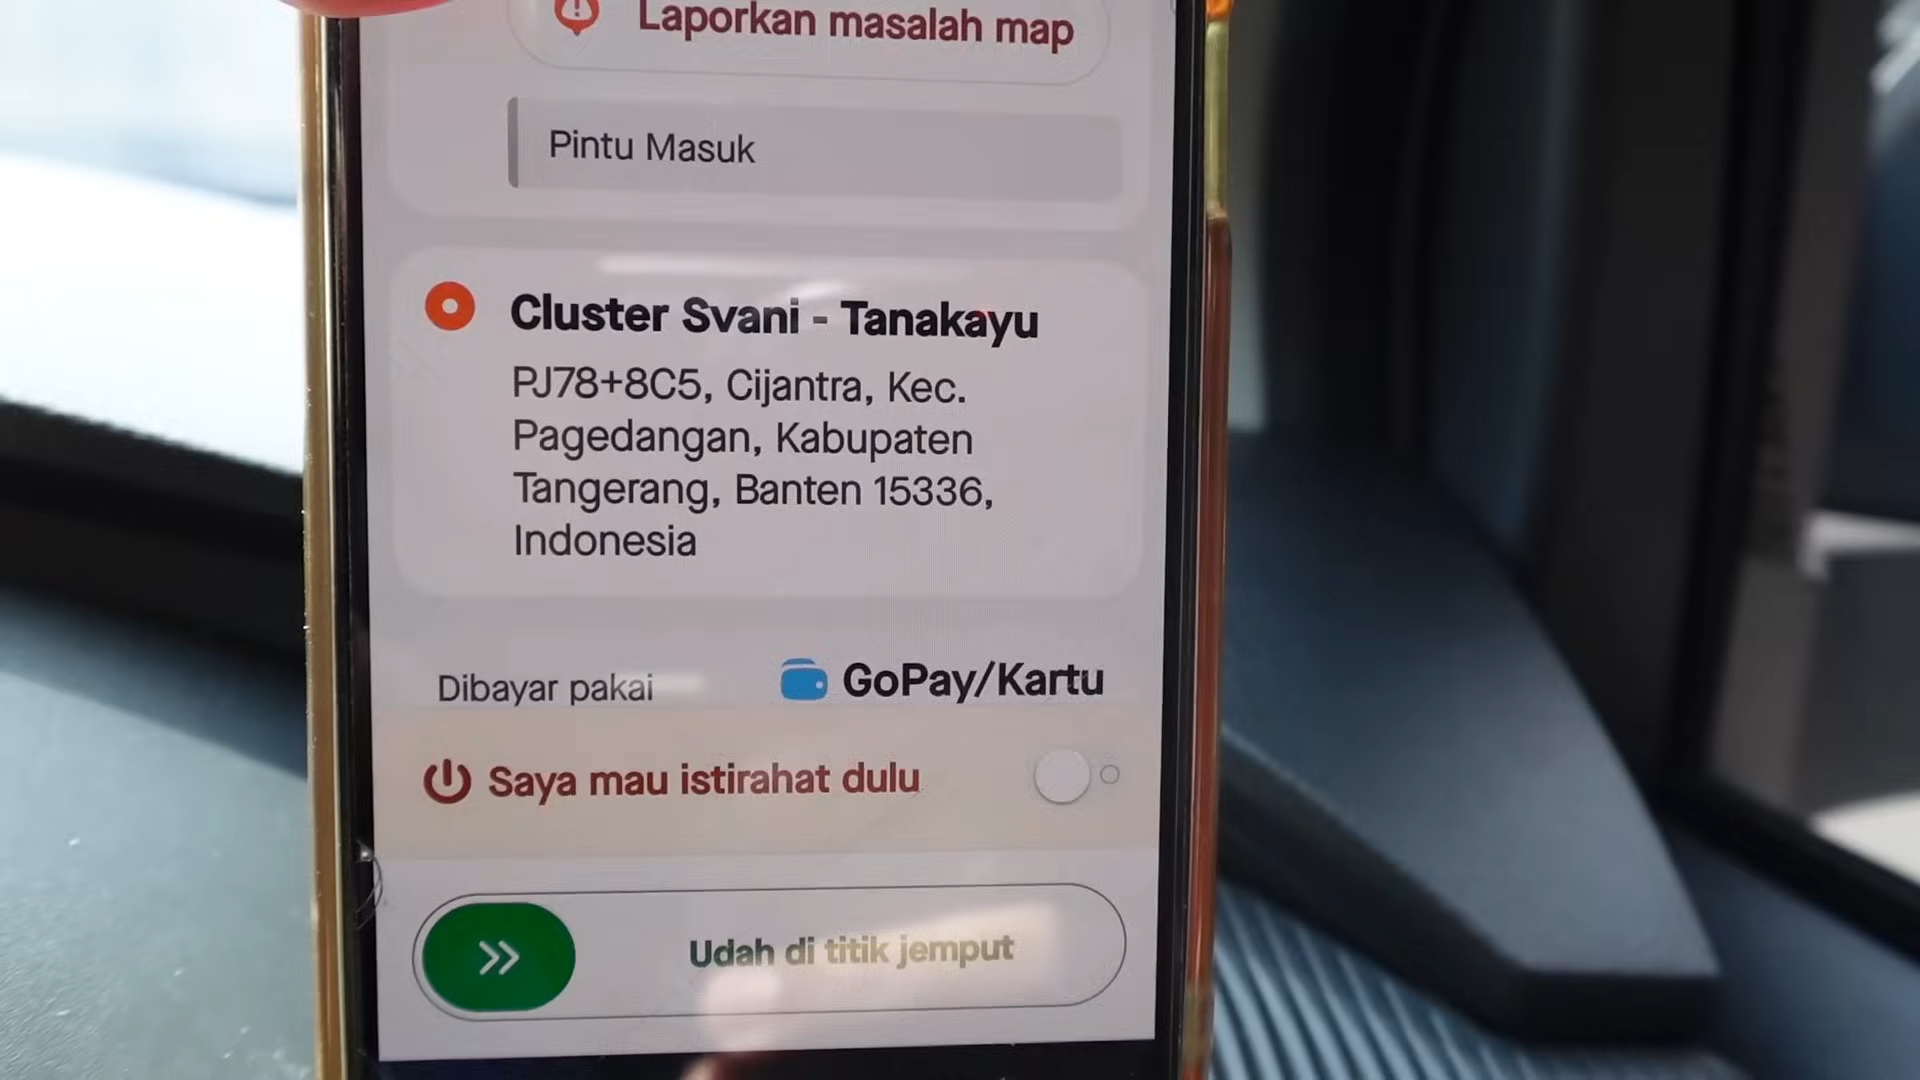 Laporkan masalah map
Pintu Masuk
Cluster Svani - Tanakayu
PJ78+8C5, Cijantra, Kec.
Pagedangan, Kabupaten
Tangerang, Banten 15336,
Indonesia
Dibayar pakai GoPay/Kartu
Saya mau istirahat dulu
Udah di titik jemput